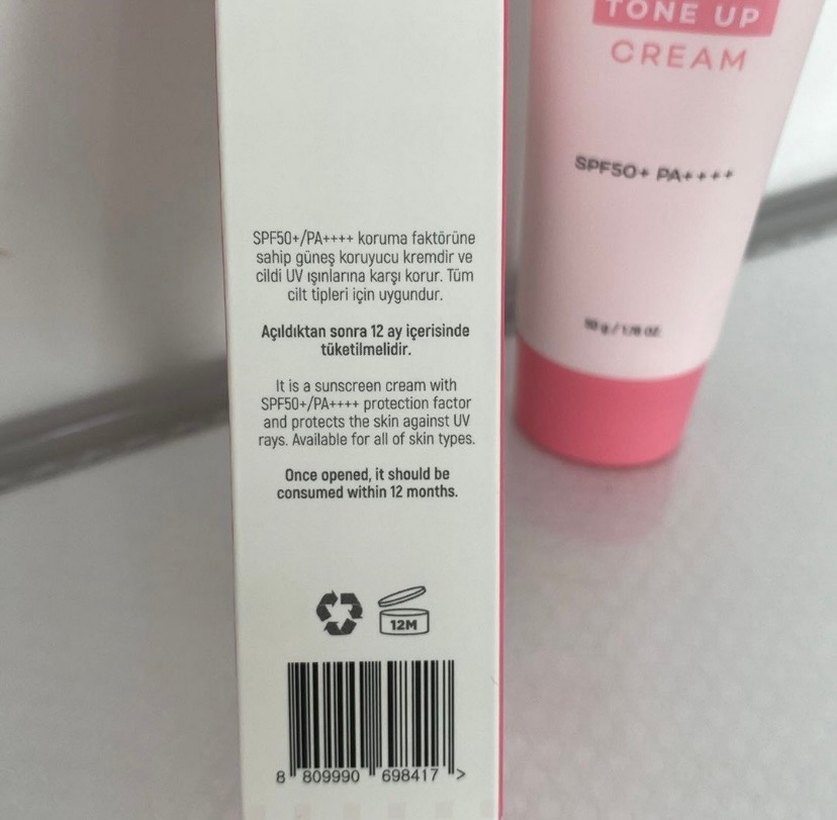 SPF50+/PA++++ koruma faktörüne
sahip güneş koruyucu kremdir ve
cildi UV ışınlarına karşı korur. Tüm
cilt tipleri için uygundur.
Açıldıktan sonra 12 ay içerisinde
tüketilmelidir.
It is a sunscreen cream with
SPF50+/PA++++ protection factor
and protects the skin against UV
rays. Available for all of skin types.
Once opened, it should be
consumed within 12 months.
12M
8 809990 698417 >
TONE UP
CREAM
SPF50+ PA++++